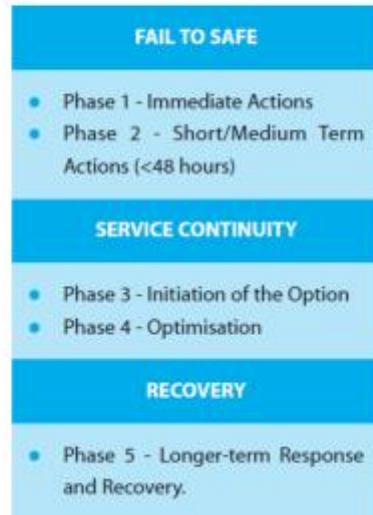 FAIL TO SAFE
• Phase 1 - Immediate Actions
• Phase 2 - Short/Medium Term
Actions (<48 hours)
SERVICE CONTINUITY
• Phase 3 - Initiation of the Option
• Phase 4 - Optimisation
RECOVERY
• Phase 5 - Longer-term Response
and Recovery.